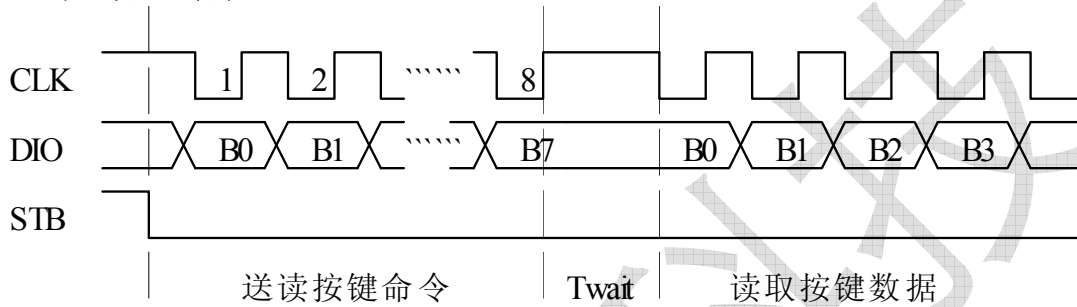 CLK 1 2 ...... 8
DIO B0 B1 ...... B7 B0 B1 B2 B3
STB
送读按键命令 Twait 读取按键数据